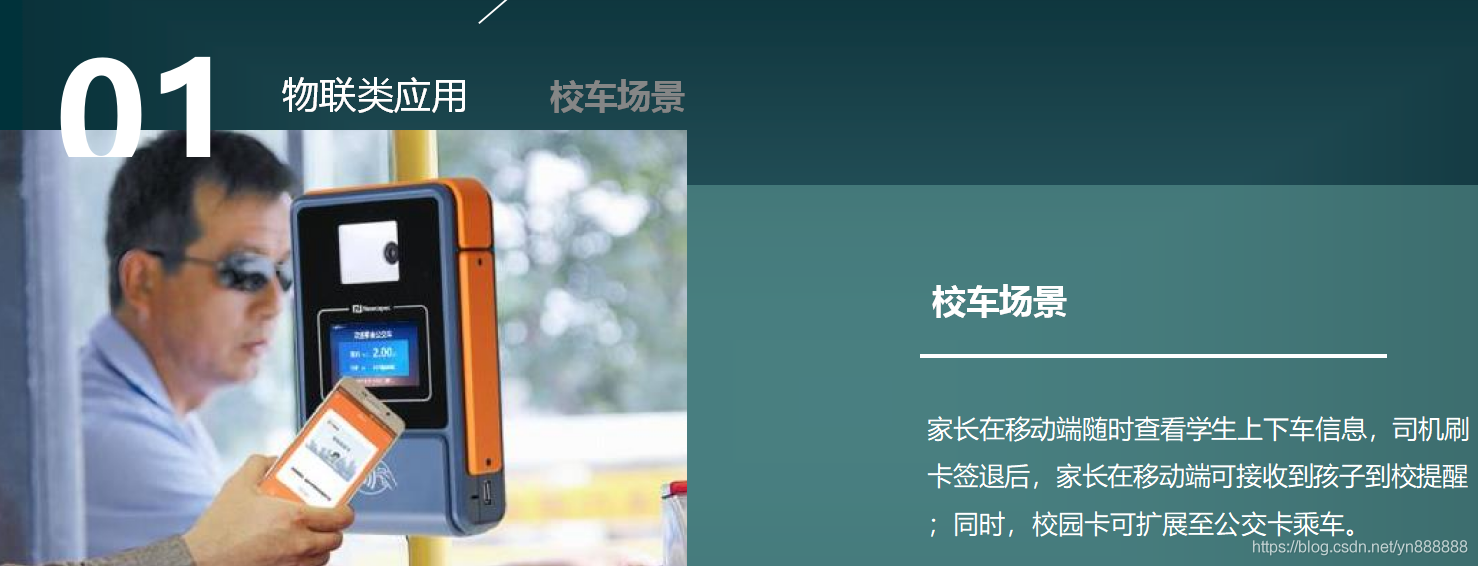 01
物联类应用
校车场景
Newcapec
2.00
校车场景
家长在移动端随时查看学生上下车信息，司机刷
卡签退后，家长在移动端可接收到孩子到校提醒
；同时，校园卡可扩展至公交卡乘车。
https://blog.csdn.net/yn888888